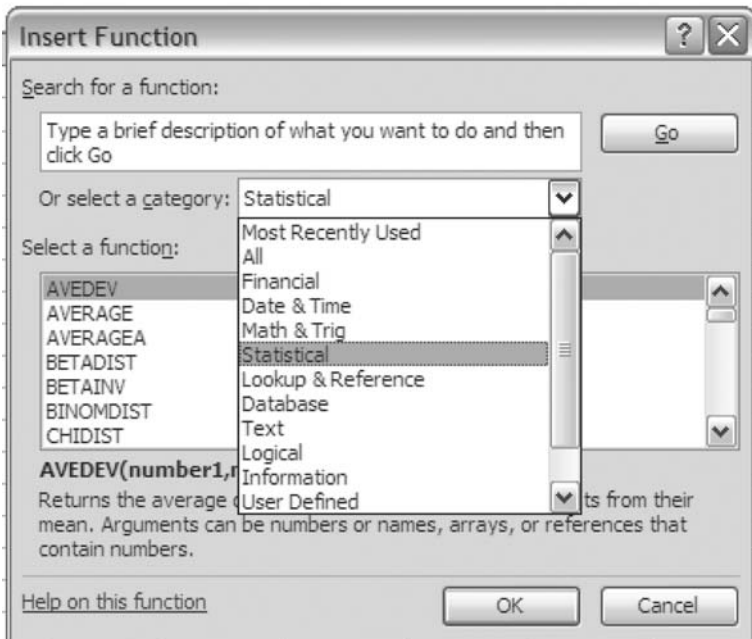 Insert Function
Search for a function:
Type a brief description of what you want to do and then
click Go
Go
Or select a category: Statistical
Most Recently Used
All
Financial
Date & Time
Math & Trig
Statistical
Lookup & Reference
Database
Text
Logical
Information
User Defined
Select a function:
AVEDEV
AVERAGE
AVERAGEA
BETADIST
BETAINV
BINOMDIST
CHIDIST
AVEDEV(number1,
Returns the average ts from their
mean. Arguments can be numbers or names, arrays, or references that
contain numbers.
Help on this function
OK
Cancel